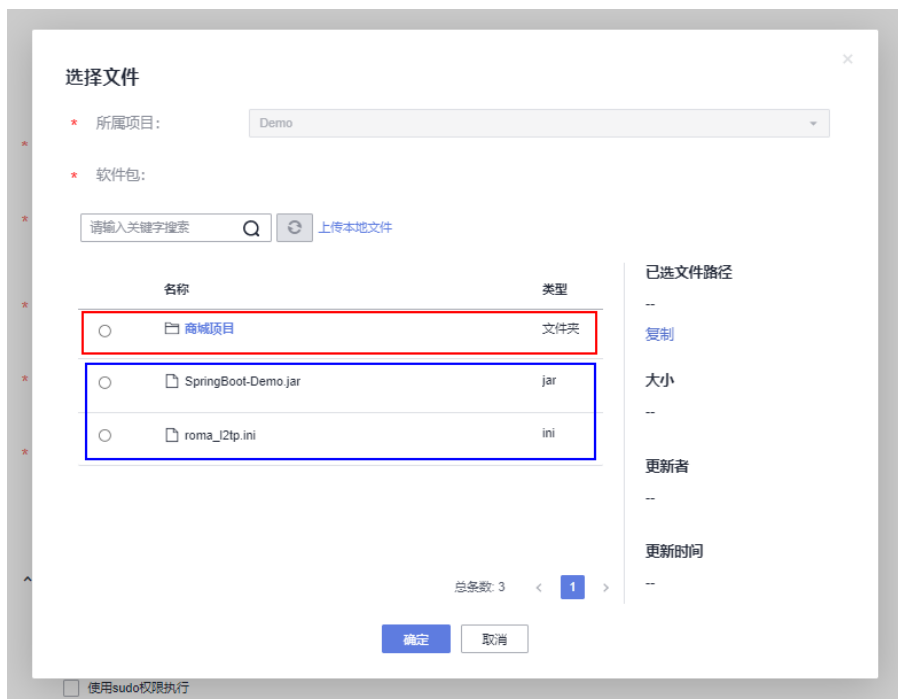 选择文件
* 所属项目: Demo
* 软件包:
请输入关键字搜索 上传本地文件
名称 类型
商城项目 文件夹
SpringBoot-Demo.jar jar
roma_l2tp.ini ini
已选文件路径
--
复制
大小
--
更新者
--
更新时间
--
总条数: 3 < 1 >
确定 取消
使用sudo权限执行